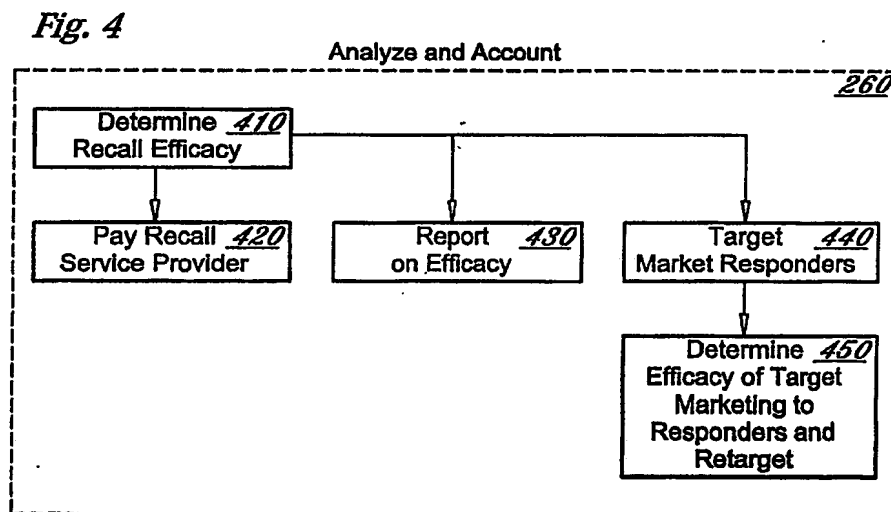 Fig. 4
Analyze and Account
260
Determine 410
Recall Efficacy
Pay Recall 420
Service Provider
Report 430
on Efficacy
Target 440
Market Responders
Determine 450
Efficacy of Target
Marketing to
Responders and
Retarget